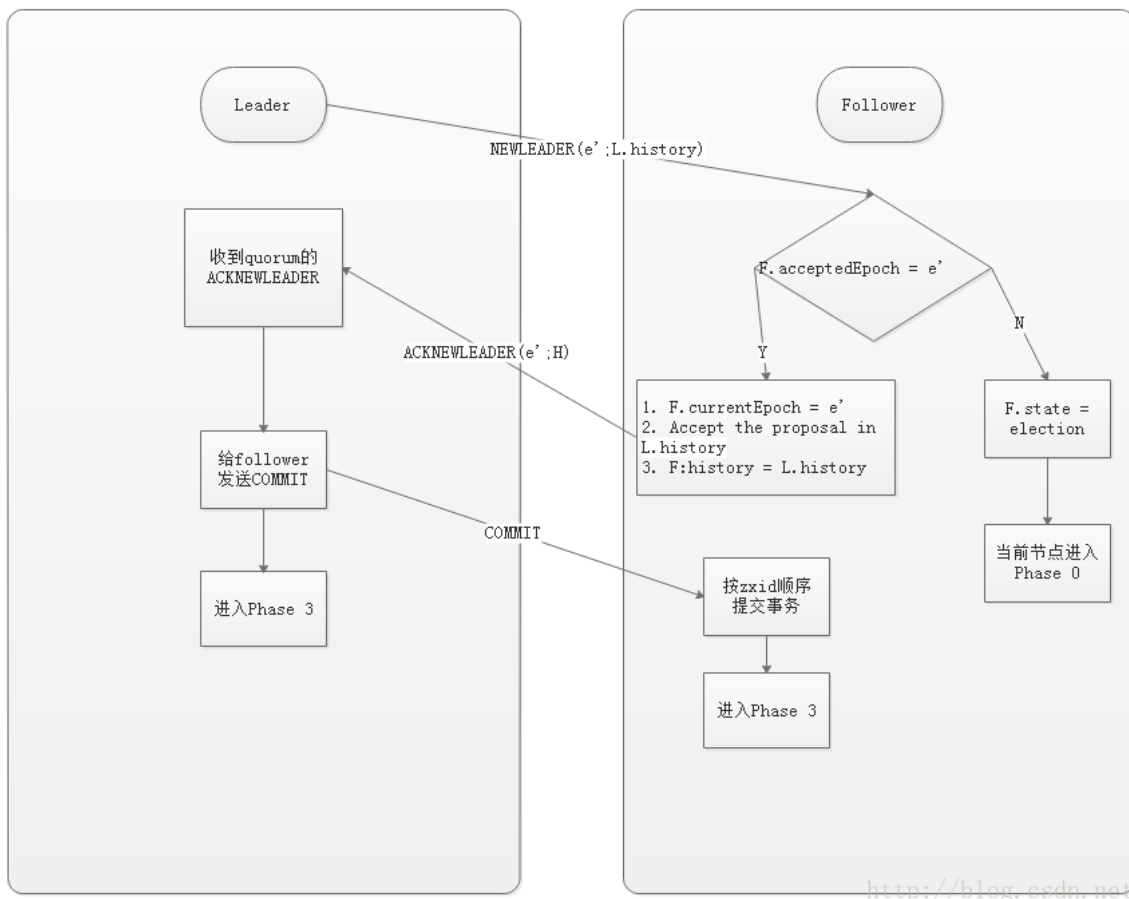 Leader
Follower
NEWLEADER(e';L.history)
收到quorum的
ACKNEWLEADER
F.acceptedEpoch = e'
N
Y
ACKNEWLEADER(e';H)
1. F.currentEpoch = e'
2. Accept the proposal in
L.history
3. F:history = L.history
F.state =
election
给follower
发送COMMIT
COMMIT
当前节点进入
Phase 0
按zxid顺序
提交事务
进入Phase 3
进入Phase 3
http://blog.csdn.net